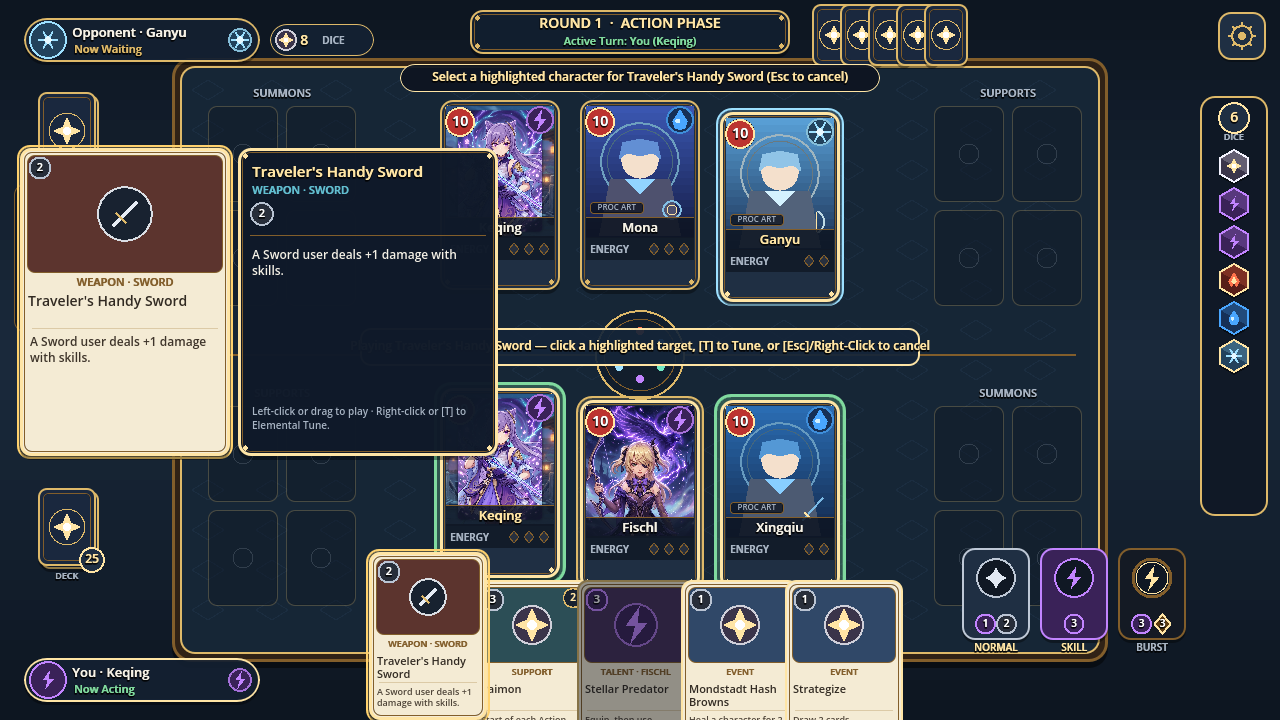 Opponent · Ganyu
Now Waiting
8 DICE
ROUND 1 · ACTION PHASE
Active Turn: You (Keqing)
Select a highlighted character for Traveler's Handy Sword (Esc to cancel)
SUMMONS
SUPPORTS
6
DICE
10
10
10
PROC ART
PROC ART
Mona
Ganyu
ENERGY
ENERGY
2
WEAPON · SWORD
Traveler's Handy Sword
A Sword user deals +1 damage with
skills.
Traveler's Handy Sword
WEAPON · SWORD
2
A Sword user deals +1 damage with
skills.
Left-click or drag to play · Right-click or [T] to
Elemental Tune.
Sword — click a highlighted target, [T] to Tune, or [Esc]/Right-Click to cancel
SUMMONS
10
10
PROC ART
Keqing
Fischl
Xingqiu
ENERGY
ENERGY
ENERGY
25
DECK
2
WEAPON · SWORD
Traveler's Handy
Sword
A Sword user deals +1
damage with skills.
3
2
SUPPORT
aimon
3
TALENT · FISCHL
Stellar Predator
1
EVENT
Mondstadt Hash
Browns
1
EVENT
Strategize
Draw 2 cards
1 2
NORMAL
3
SKILL
3 3
BURST
You · Keqing
Now Acting